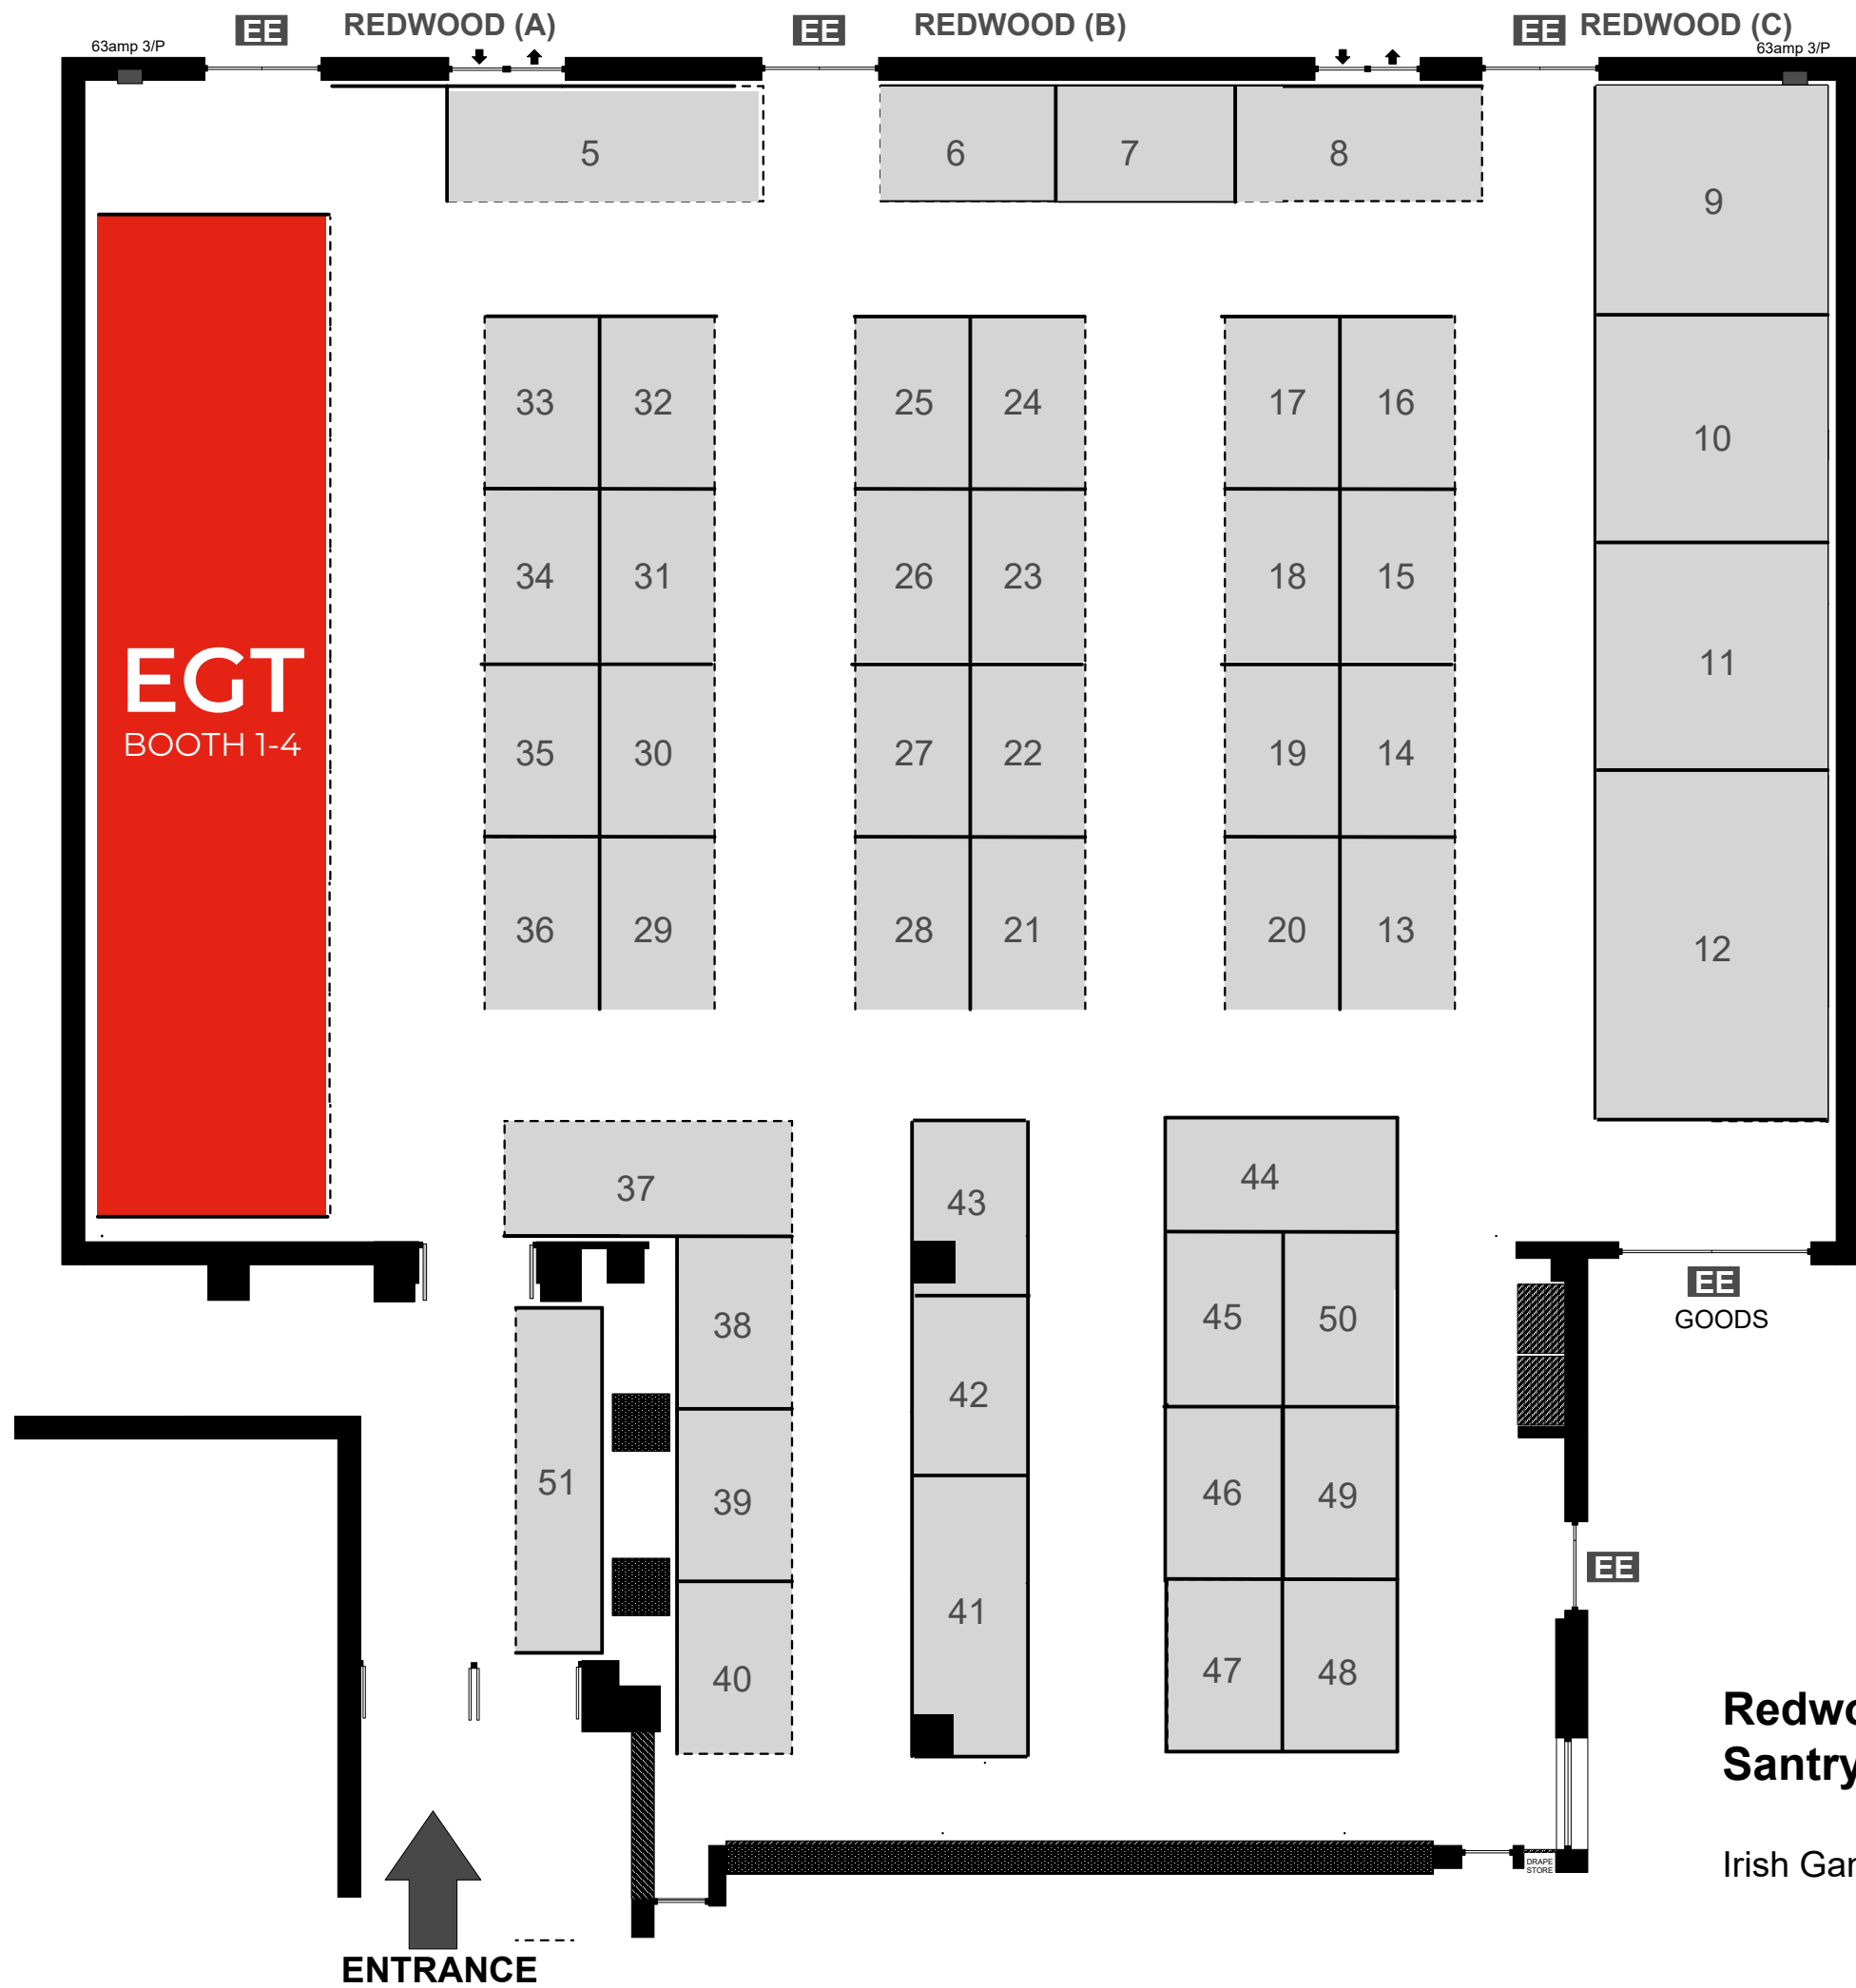 EE REDWOOD (A) EE REDWOOD (B) EE REDWOOD (C)
63amp 3/P 63amp 3/P
5 6 7 8
9
33 32 25 24 17 16
10
34 31 26 23 18 15
11
EGT
BOOTH 1-4
35 30 27 22 19 14
36 29 28 21 20 13
12
37 43 44
EE
GOODS
38 45 50
42
51 39 46 49
EE
41
40 47 48
Santry
Irish
DRAPE
STORE
ENTRANCE